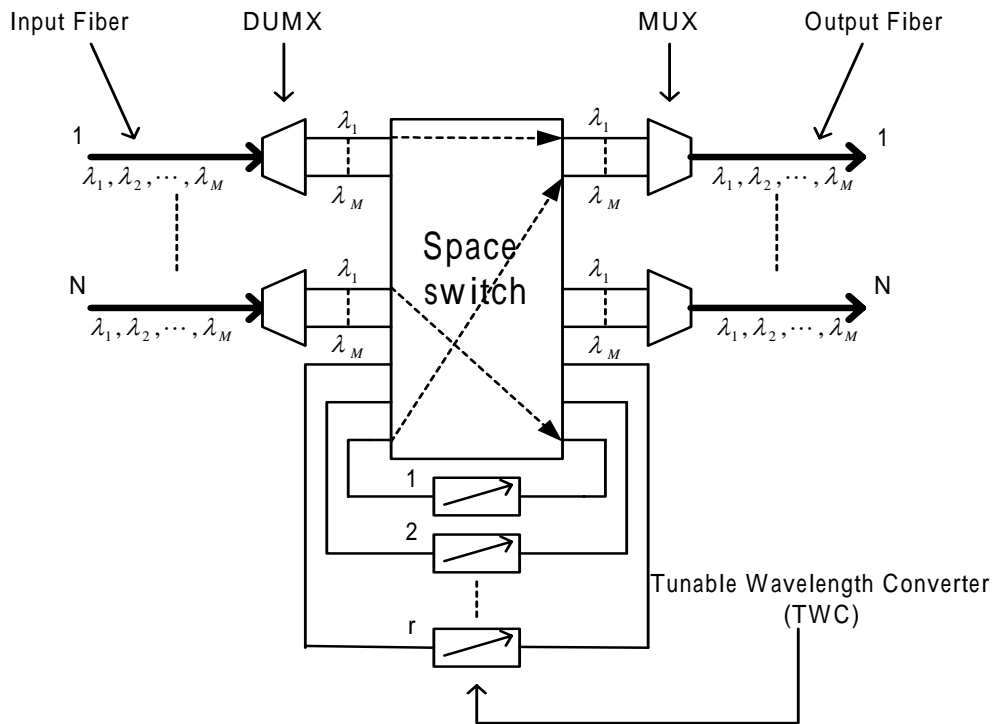 Input Fiber
DUMX
MUX
Output Fiber
1
λ1, λ2, ⋯, λM
λ1
λM
λ1
λM
1
λ1, λ2, ⋯, λM
Space
switch
N
λ1, λ2, ⋯, λM
λ1
λM
λ1
λM
N
λ1, λ2, ⋯, λM
1
2
r
Tunable Wavelength Converter
(TWC)